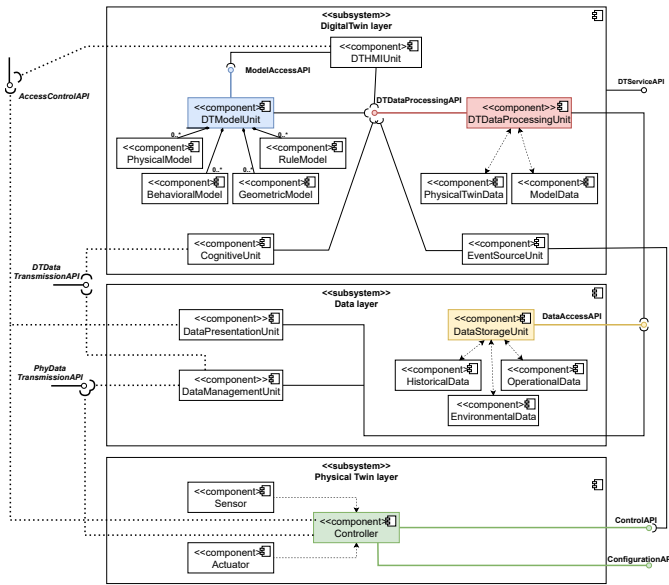 <<subsystem>>
DigitalTwin layer
<<component>>
DTHMIUnit
ModelAccessAPI
AccessControlAPI
DTServiceAPI
DTDataProcessingAPI
<<component>
DTModelUnit
<<component>>
DTDataProcessingUnit
0..*
0..*
<<component>
PhysicalModel
<<component>
RuleModel
0..*
0..*
<<component>
BehavioralModel
<<component>
GeometricModel
<<component>
PhysicalTwinData
<<component>
ModelData
<<component>
CognitiveUnit
<<component>
EventSourceUnit
DTData
TransmissionAPI
<<subsystem>>
Data layer
<<component>>
DataPresentationUnit
<<component>
DataStorageUnit
DataAccessAPI
PhyData
TransmissionAPI
<<component>
HistoricalData
<<component>
OperationalData
<<component>>
DataManagementUnit
<<component>
EnvironmentalData
<<subsystem>>
Physical Twin layer
<<component>
Sensor
<<component>
Controller
ControlAPI
<<component>
Actuator
ConfigurationAP